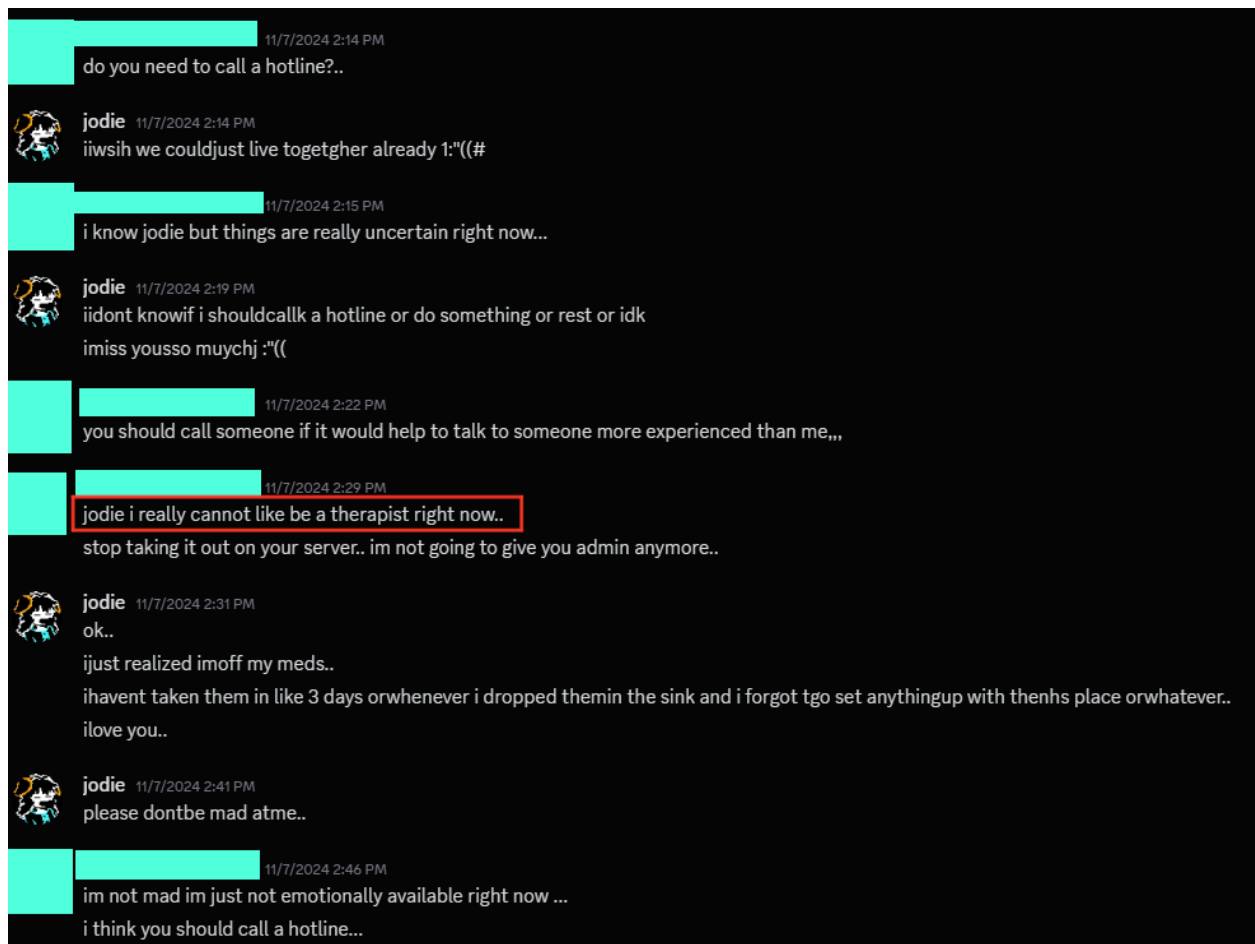 11/7/2024 2:14 PM
do you need to call a hotline?..
jodie 11/7/2024 2:14 PM
iiwsih we couldjust live togetgher already 1:"((#
11/7/2024 2:15 PM
i know jodie but things are really uncertain right now...
jodie 11/7/2024 2:19 PM
iidont knowif i shouldcallk a hotline or do something or rest or idk
imiss yousso muychj :"((
11/7/2024 2:22 PM
you should call someone if it would help to talk to someone more experienced than me,,,
11/7/2024 2:29 PM
jodie i really cannot like be a therapist right now..
stop taking it out on your server.. im not going to give you admin anymore..
jodie 11/7/2024 2:31 PM
ok..
ijust realized imoff my meds..
ihavent taken them in like 3 days orwhenever i dropped themin the sink and i forgot tgo set anythingup with thenhs place orwhatever..
ilove you..
jodie 11/7/2024 2:41 PM
please dontbe mad atme..
11/7/2024 2:46 PM
im not mad im just not emotionally available right now ...
i think you should call a hotline...